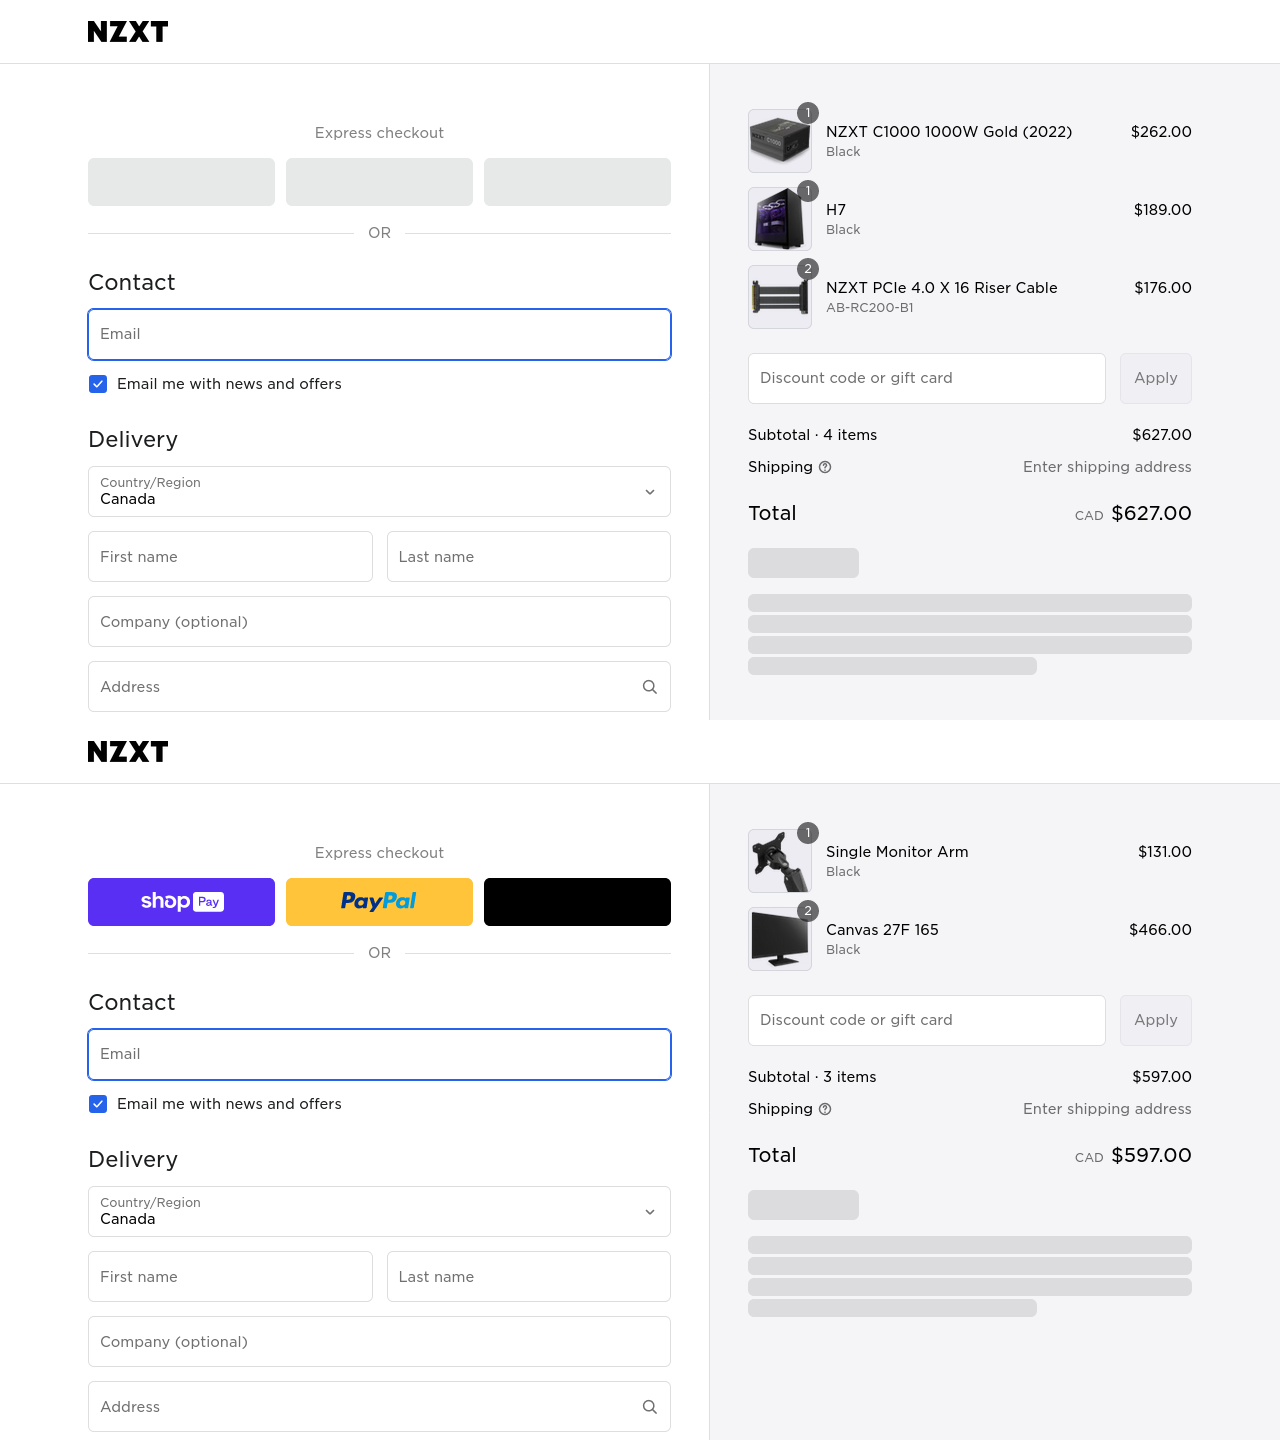 NZXT
Express checkout
OR
Contact
Email
Email me with news and offers
Delivery
Country/Region
Canada
First name
Last name
Company (optional)
Address
1
NZXT C1000 1000W Gold (2022)
$262.00
Black
1
H7
$189.00
Black
2
NZXT PCIe 4.0 X 16 Riser Cable
$176.00
AB-RC200-B1
Discount code or gift card
Apply
Subtotal · 4 items
$627.00
Shipping
Enter shipping address
Total
CAD $627.00
NZXT
Express checkout
shop Pay
PayPal
OR
Contact
Email
Email me with news and offers
Delivery
Country/Region
Canada
First name
Last name
Company (optional)
Address
1
Single Monitor Arm
$131.00
Black
2
Canvas 27F 165
$466.00
Black
Discount code or gift card
Apply
Subtotal · 3 items
$597.00
Shipping
Enter shipping address
Total
CAD $597.00